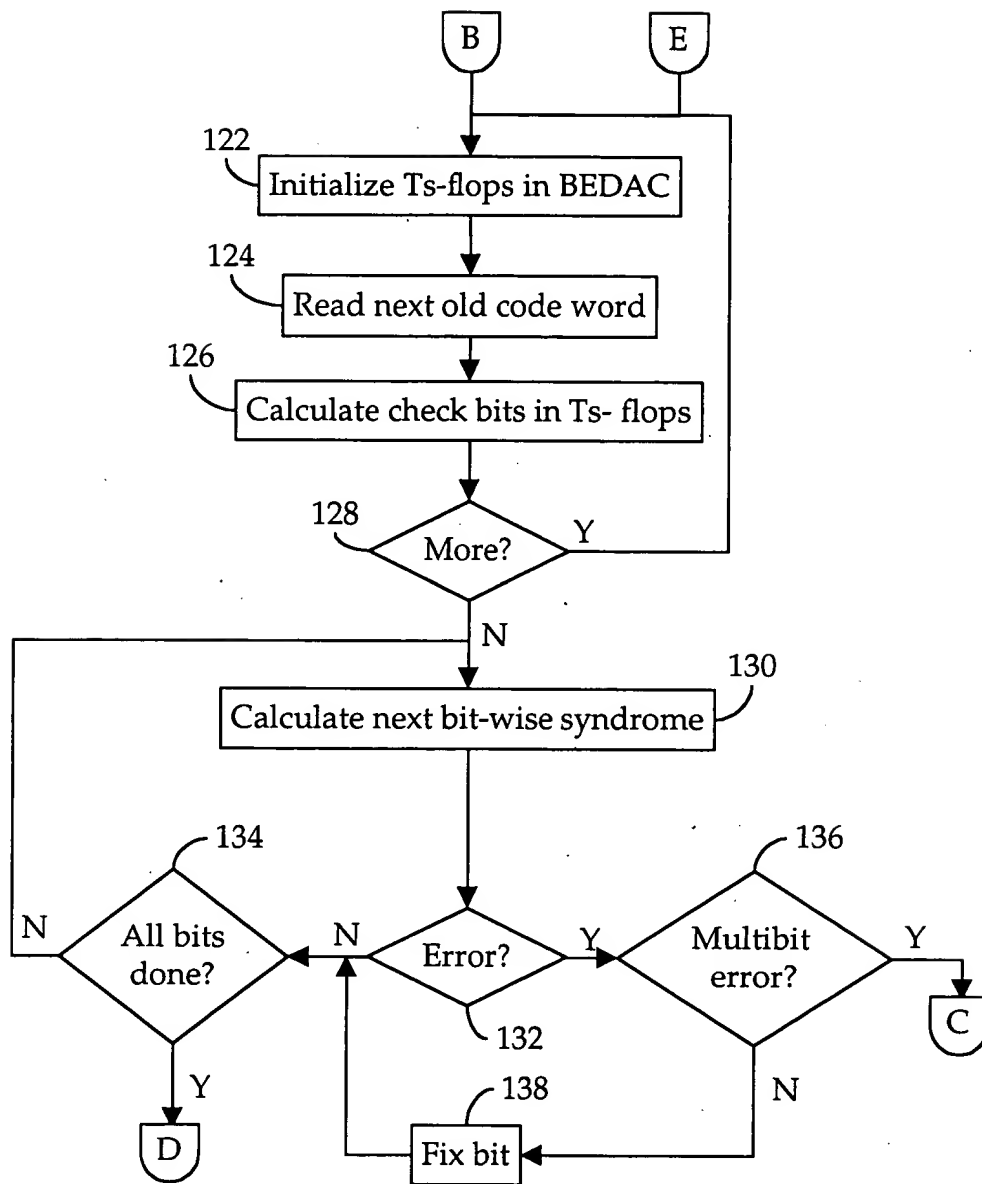 B
E
122
Initialize Ts-flops in BEDAC
124
Read next old code word
126
Calculate check bits in Ts- flops
128
More?
Y
N
130
Calculate next bit-wise syndrome
134
136
N
All bits
done?
N
Error?
Y
Multibit
error?
Y
C
132
Y
138
N
D
Fix bit